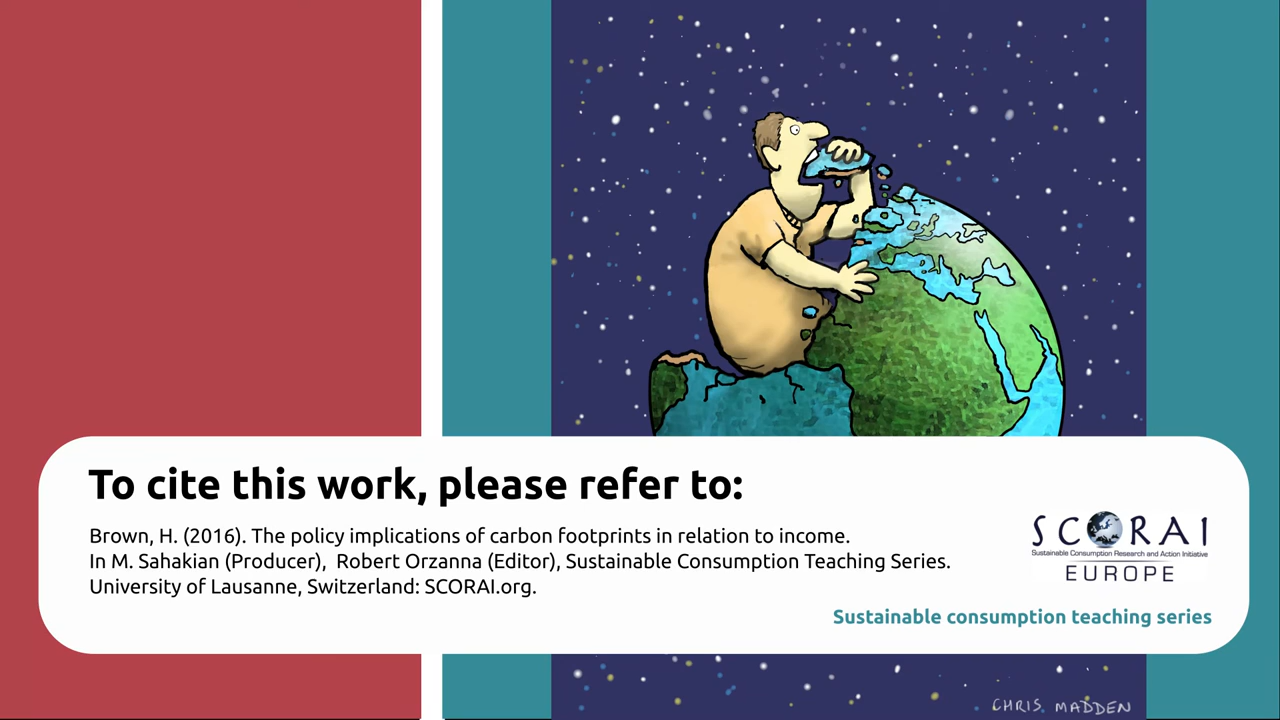 To cite this work, please refer to:
Brown, H. (2016). The policy implications of carbon footprints in relation to income.
In M. Sahakian (Producer),  Robert Orzanna (Editor), Sustainable Consumption Teaching Series.
University of Lausanne, Switzerland: SCORAI.org.
SCORAI
Sustainable Consumption Research and Action Initiative
EUROPE
Sustainable consumption teaching series
CHRIS MADDEN